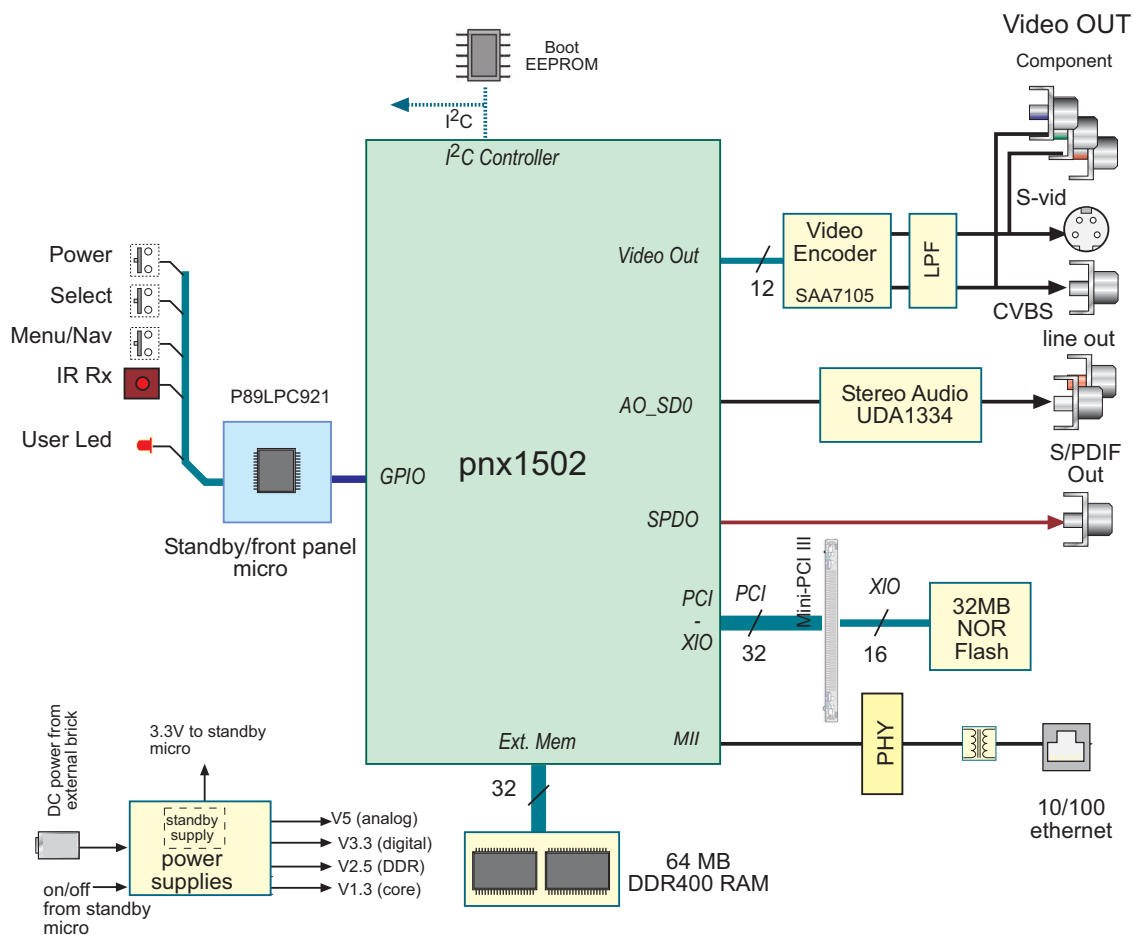 Video OUT
Component
Boot
EEPROM
I²C
I²C Controller
S-vid
Power
Select
Menu/Nav
IR Rx
User Led
P89LPC921
GPIO
Standby/front panel
micro
pnx1502
Video Out
12
Video
Encoder
SAA7105
LPF
CVBS
line out
AO_SD0
Stereo Audio
UDA1334
S/PDIF
Out
SPDO
PCI
-
XIO
PCI
32
Mini-PCI III
XIO
16
32MB
NOR
Flash
MII
PHY
10/100
ethernet
Ext. Mem
32
64 MB
DDR400 RAM
DC power from
external brick
3.3V to standby
micro
standby
supply
power
supplies
on/off
from standby
micro
V5 (analog)
V3.3 (digital)
V2.5 (DDR)
V1.3 (core)